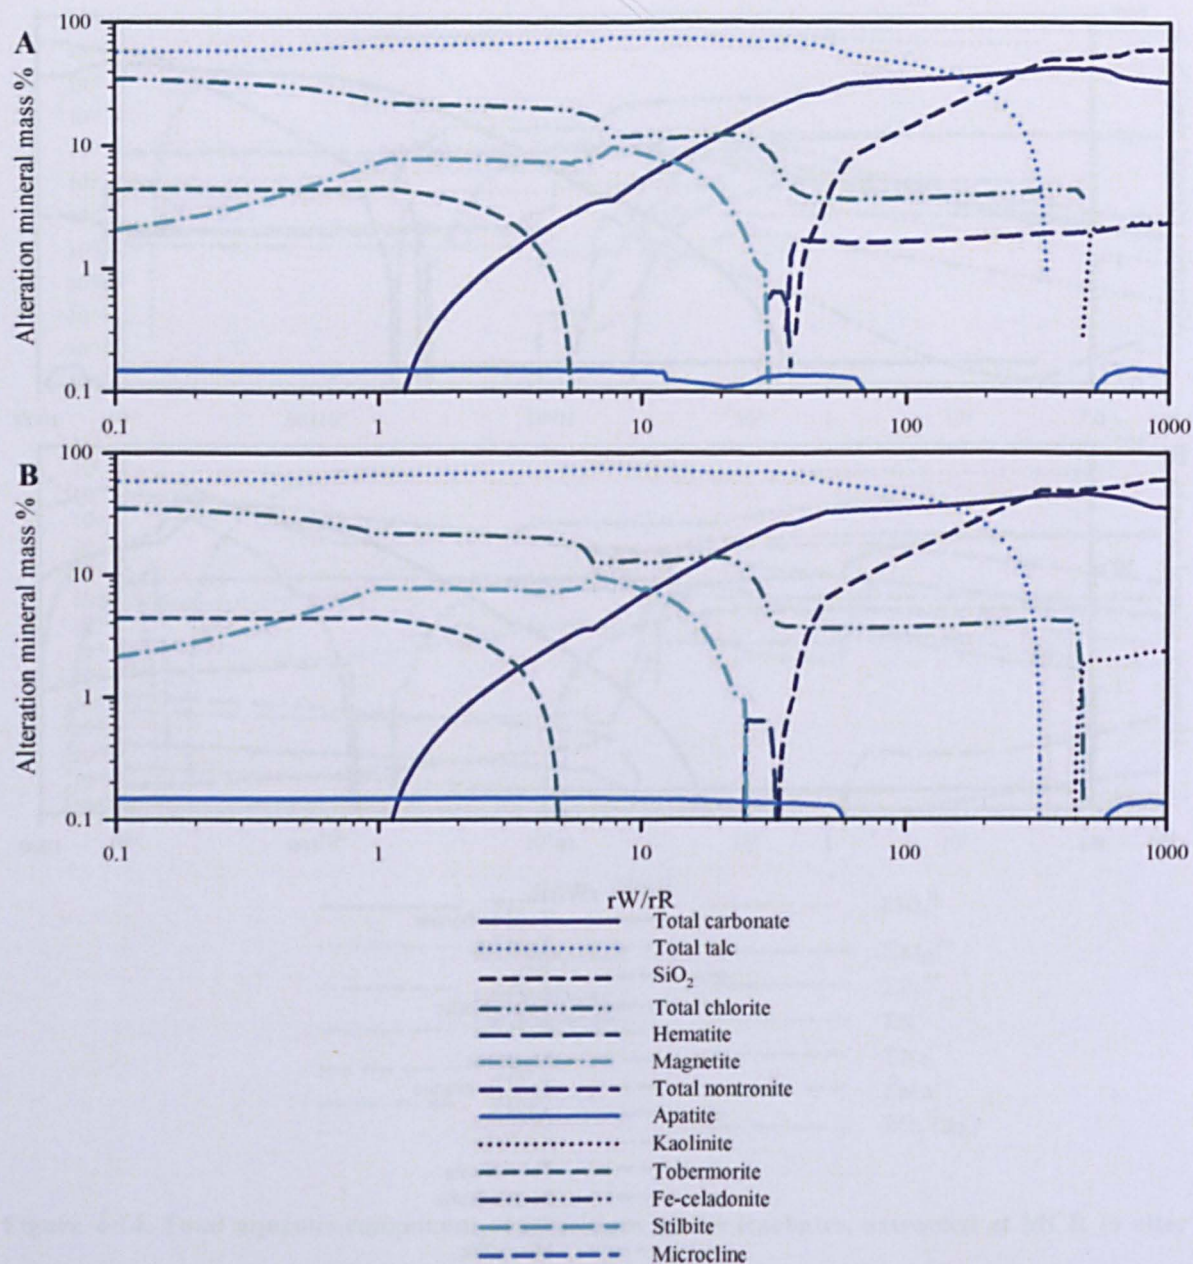 A
Alteration mineral mass %
100
10
1
0.1
0.1 1 10 100 1000
B
Alteration mineral mass %
100
10
1
0.1
0.1 1 10 100 1000
rW/rR
Total carbonate
Total talc
SiO₂
Total chlorite
Hematite
Magnetite
Total nontronite
Apatite
Kaolinite
Tobermorite
Fe-celadonite
Stilbite
Microcline